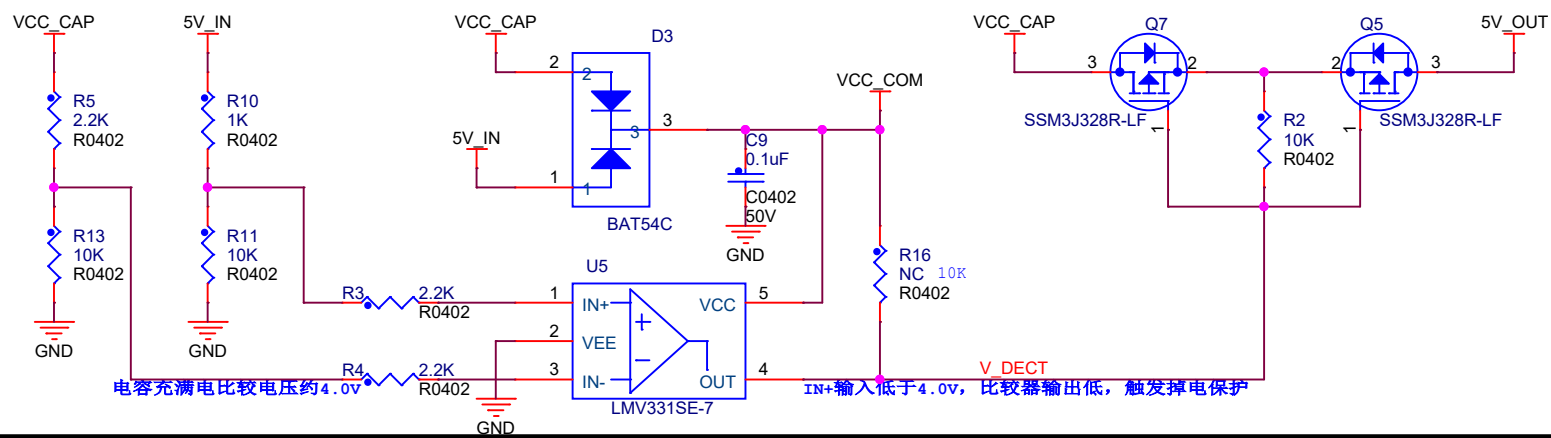 VCC_CAP
5V_IN
VCC_CAP
D3
VCC_CAP
Q7
Q5
5V_OUT
2
2
3
2
2
3
SSM3J328R-LF
SSM3J328R-LF
1
1
R2
10K
R0402
VCC_COM
R5
2.2K
R0402
R10
1K
R0402
3
3
5V_IN
1
1
BAT54C
C9
0.1uF
C0402
50V
GND
R13
10K
R0402
R11
10K
R0402
R16
NC 10K
R0402
GND
GND
U5
R3
2.2K
R0402
1
IN+
VCC
5
2
VEE
R4
2.2K
R0402
3
IN-
OUT
4
V_DECT
LMV331SE-7
GND
电容充满电比较电压约4.0V
IN+输入低于4.0V，比较器输出低，触发掉电保护